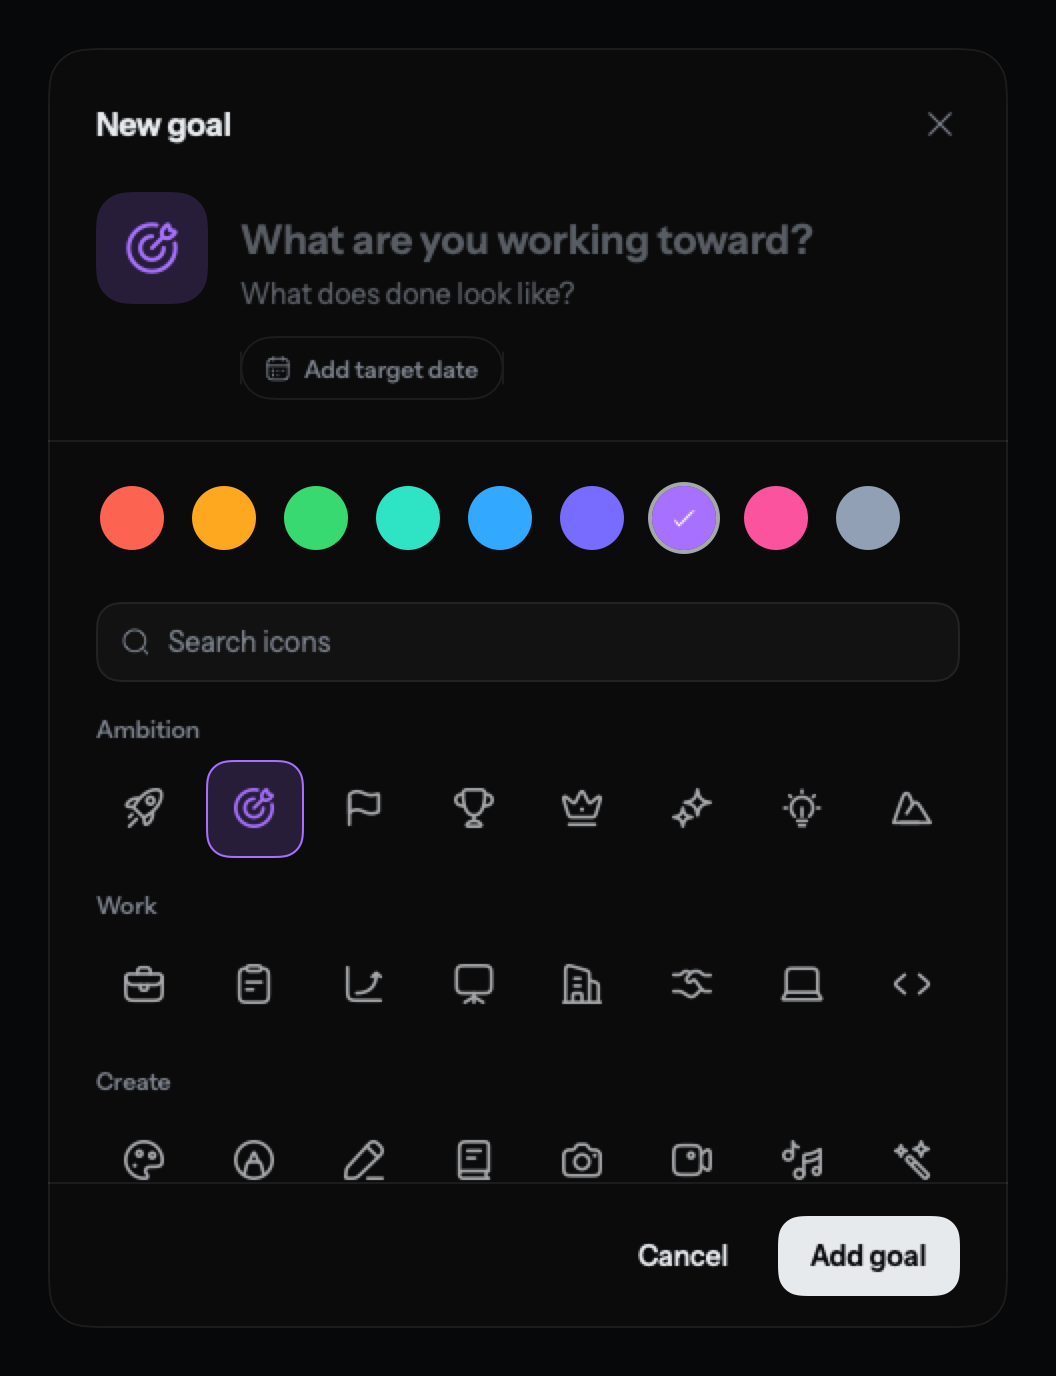 New goal
What are you working toward?
What does done look like?
Add target date
Search icons
Ambition
Work
Create
Cancel
Add goal